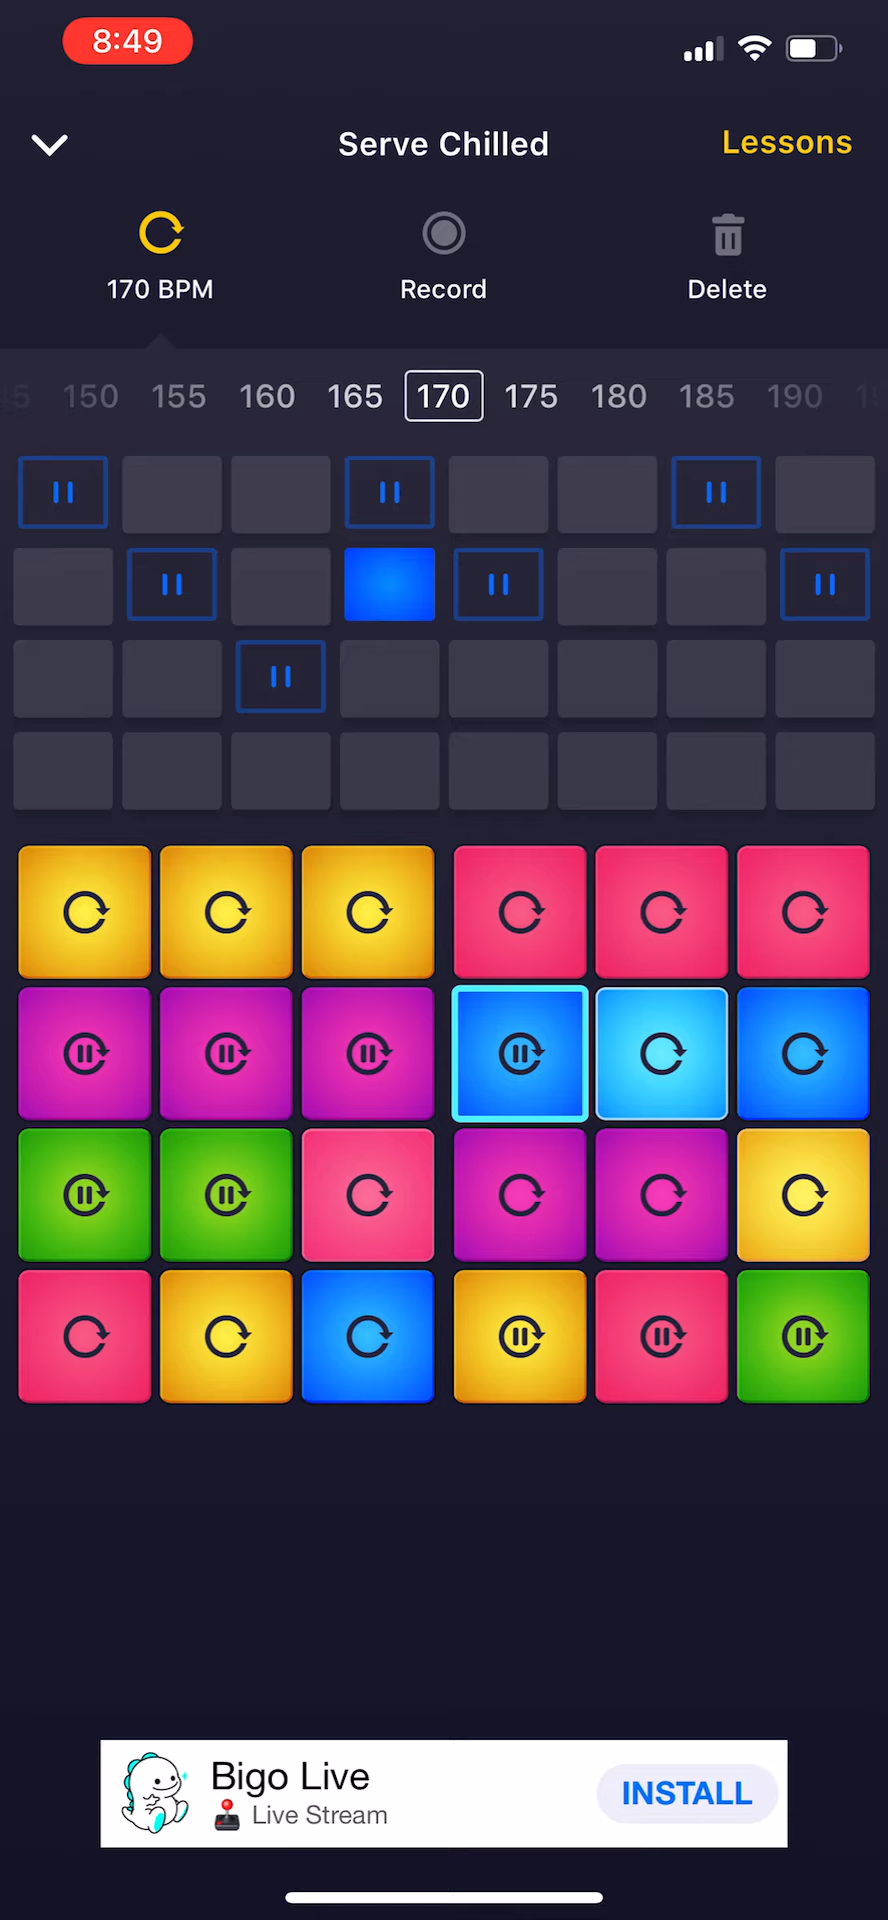 8:49
Serve Chilled
Lessons
170 BPM
Record
Delete
150 155 160 165 170 175 180 185 190
Bigo Live
Live Stream
INSTALL